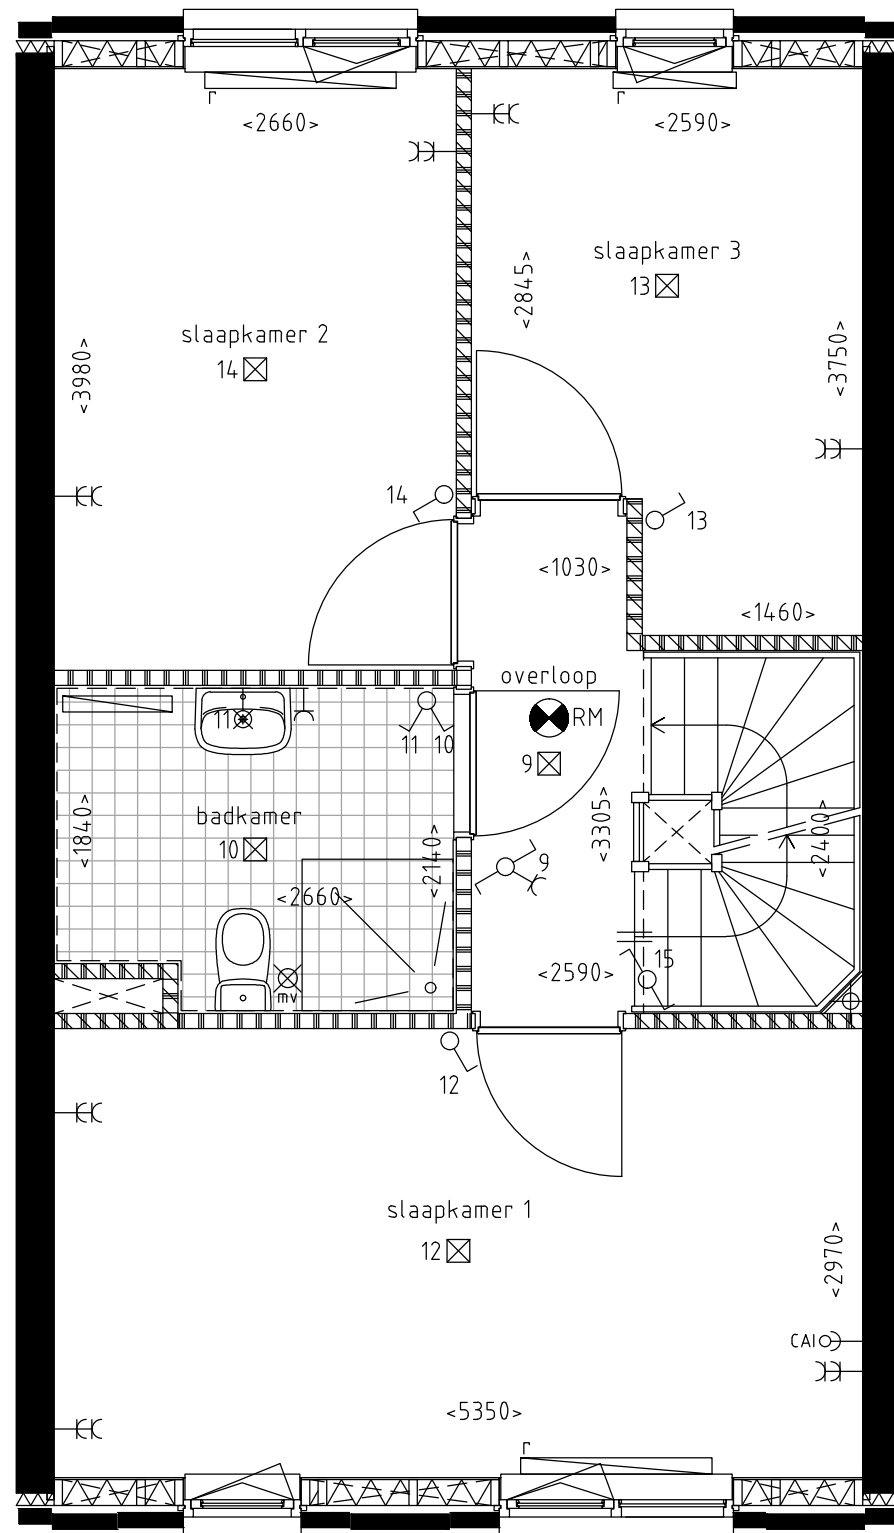 r
r
<2660>
<2590>
slaapkamer 3
13
<2845>
slaapkamer 2
14
<3980>
<3750>
14
13
<1030>
<1460>
overloop
RM
11
11 10
9
badkamer
10
<1840>
<2140>
<3305>
<2400>
9
<2660>
mv
<2590>
15
12
slaapkamer 1
12
<2970>
CAI
<5350>
r